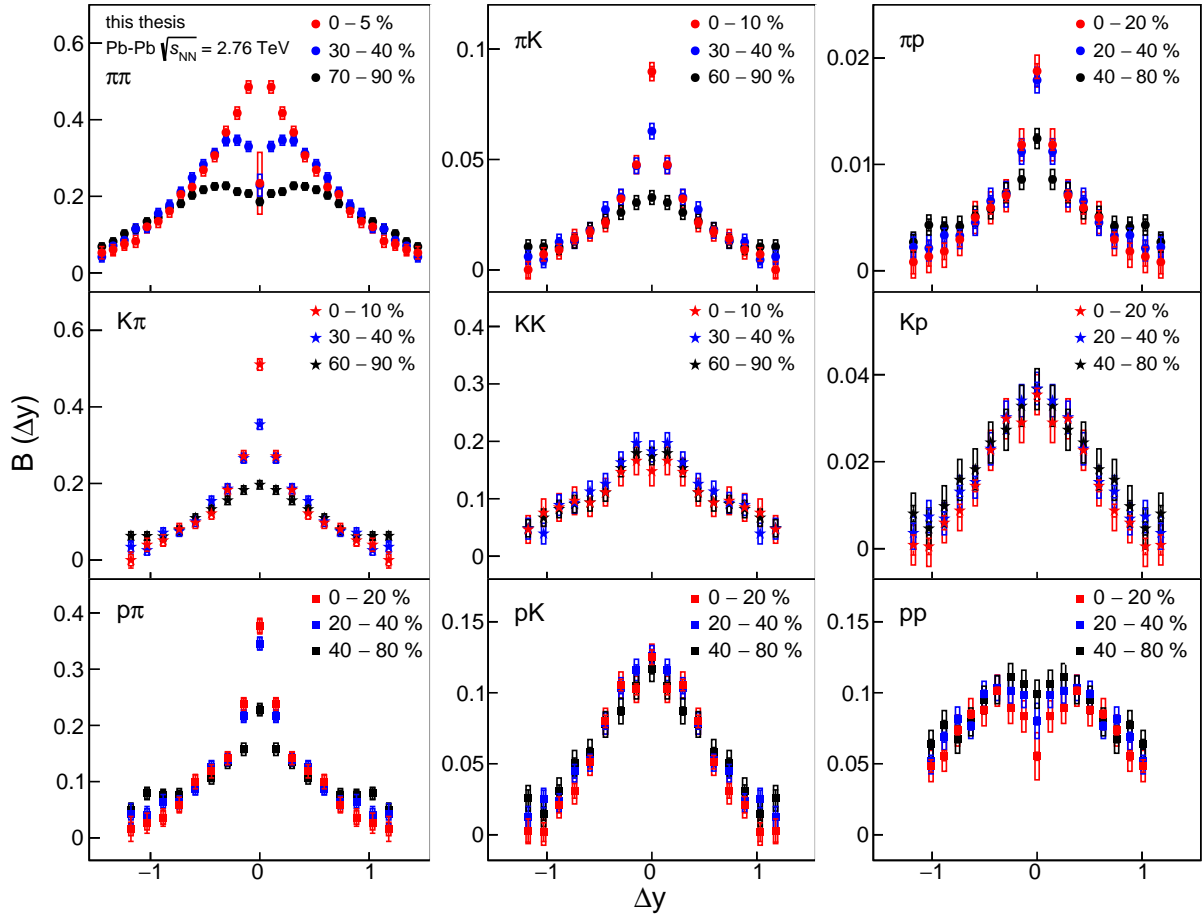 this thesis
Pb-Pb √s_NN = 2.76 TeV
ππ
0 – 5 %
30 – 40 %
70 – 90 %
0.6
0.4
0.2
0
πK
0 – 10 %
30 – 40 %
60 – 90 %
0.1
0.05
0
πp
0 – 20 %
20 – 40 %
40 – 80 %
0.02
0.01
0
B (Δy)
Kπ
0 – 10 %
30 – 40 %
60 – 90 %
0.6
0.4
0.2
0
KK
0 – 10 %
30 – 40 %
60 – 90 %
0.4
0.3
0.2
0.1
0
Kp
0 – 20 %
20 – 40 %
40 – 80 %
0.04
0.02
0
pπ
0 – 20 %
20 – 40 %
40 – 80 %
0.4
0.3
0.2
0.1
0
−1 0 1
pK
0 – 20 %
20 – 40 %
40 – 80 %
0.15
0.1
0.05
0
−1 0 1
pp
0 – 20 %
20 – 40 %
40 – 80 %
0.15
0.1
0.05
0
−1 0 1
Δy